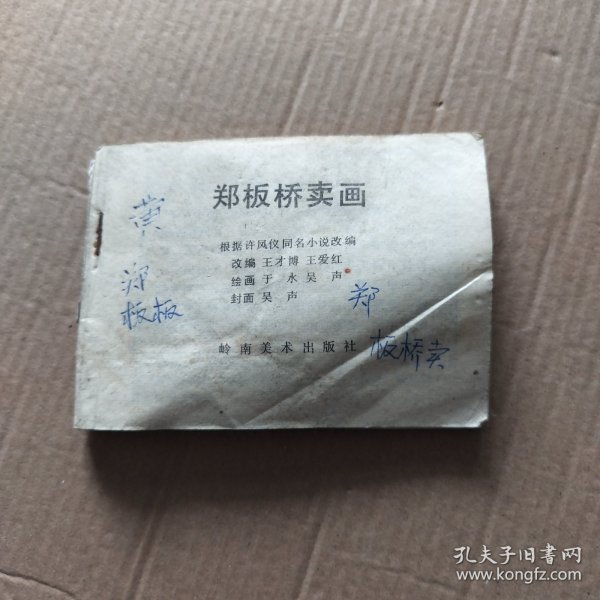 郑板桥卖画
根据许风仪同名小说改编
改编 王才博 王爱红
绘画 于水 吴声
封面 吴声
岭南美术出版社
黄
郑
板板
郑
板桥卖
孔夫子旧书网
www.kongfz.com